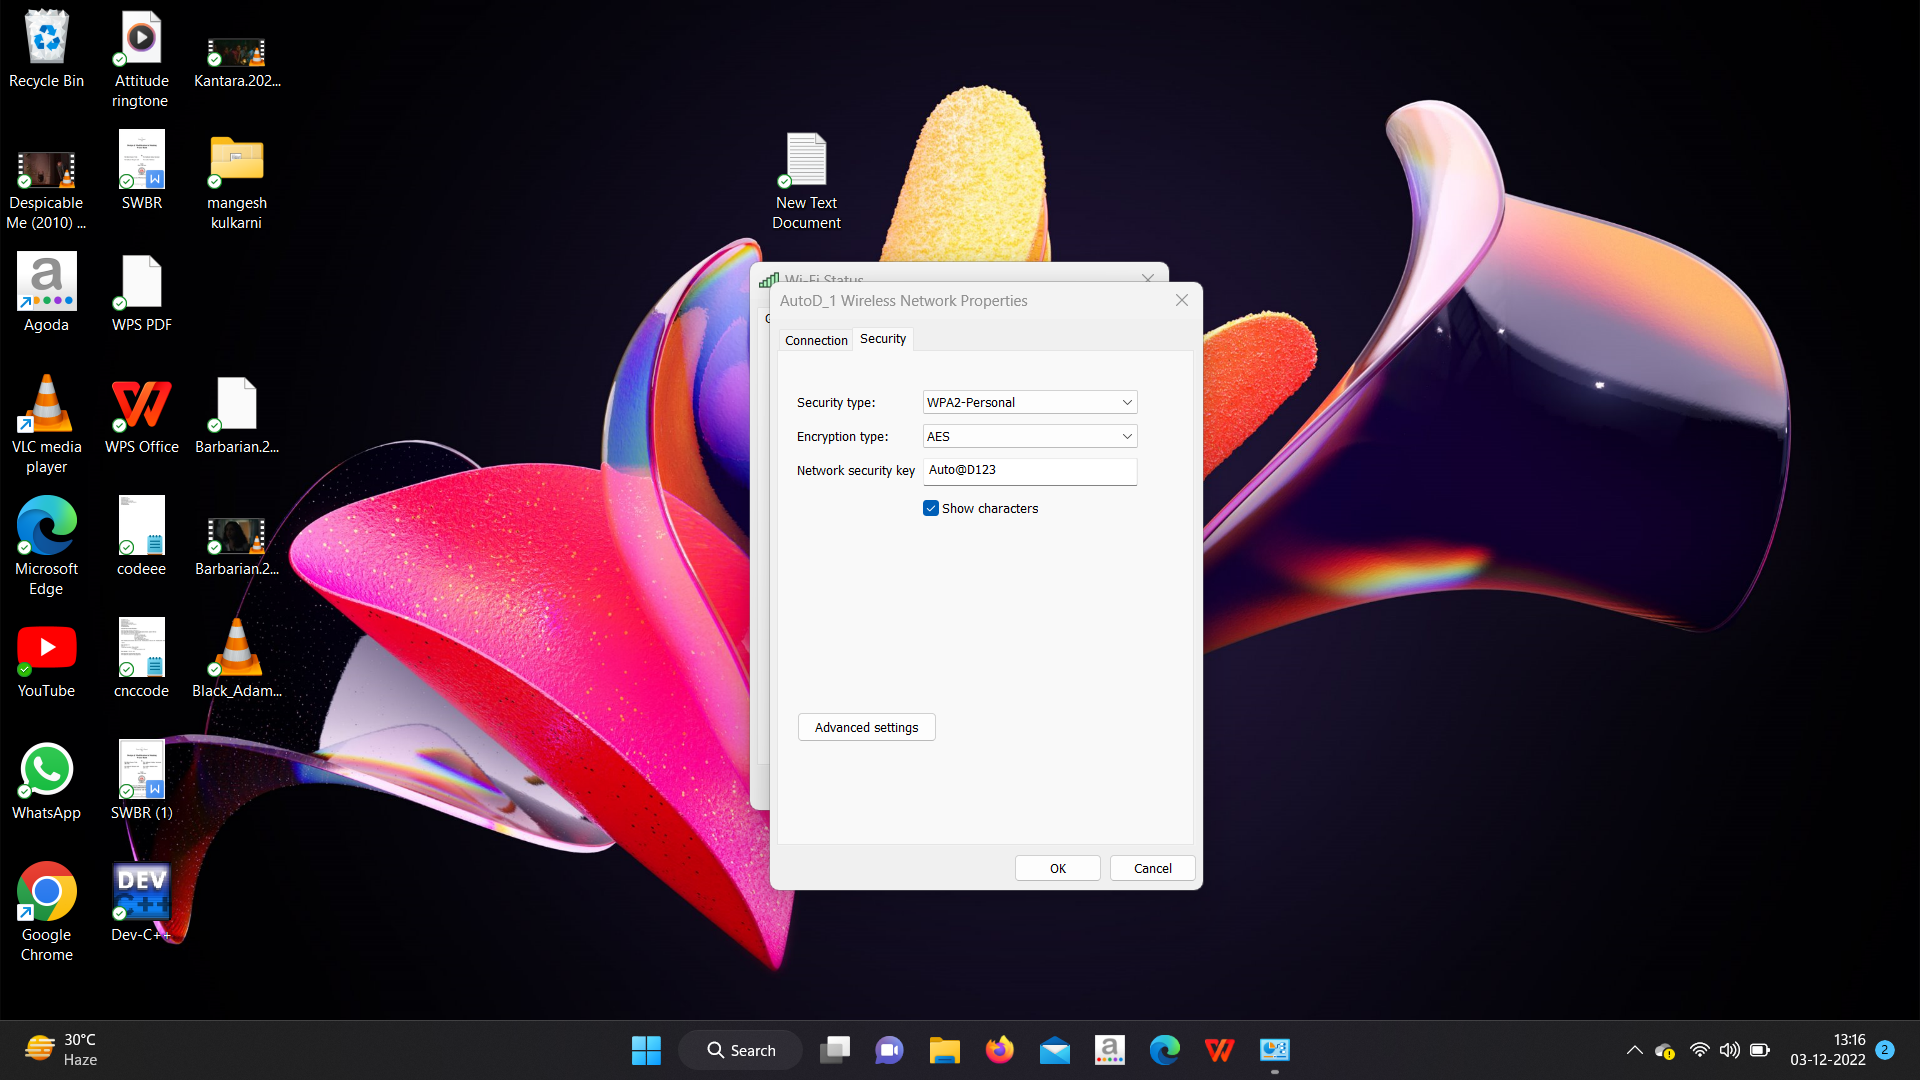 Recycle Bin
Attitude
ringtone
Kantara.202...
Despicable
Me (2010) ...
SWBR
mangesh
kulkarni
New Text
Document
Agoda
WPS PDF
VLC media
player
WPS Office
Barbarian.2...
Microsoft
Edge
codeee
Barbarian.2...
YouTube
cnccode
Black_Adam...
WhatsApp
SWBR (1)
Google
Chrome
DEV
C++
Dev-C++
Wi-Fi Status
AutoD_1 Wireless Network Properties
Connection
Security
Security type:
WPA2-Personal
Encryption type:
AES
Network security key
Auto@D123
Show characters
Advanced settings
OK
Cancel
30°C
Haze
Search
13:16
03-12-2022
2